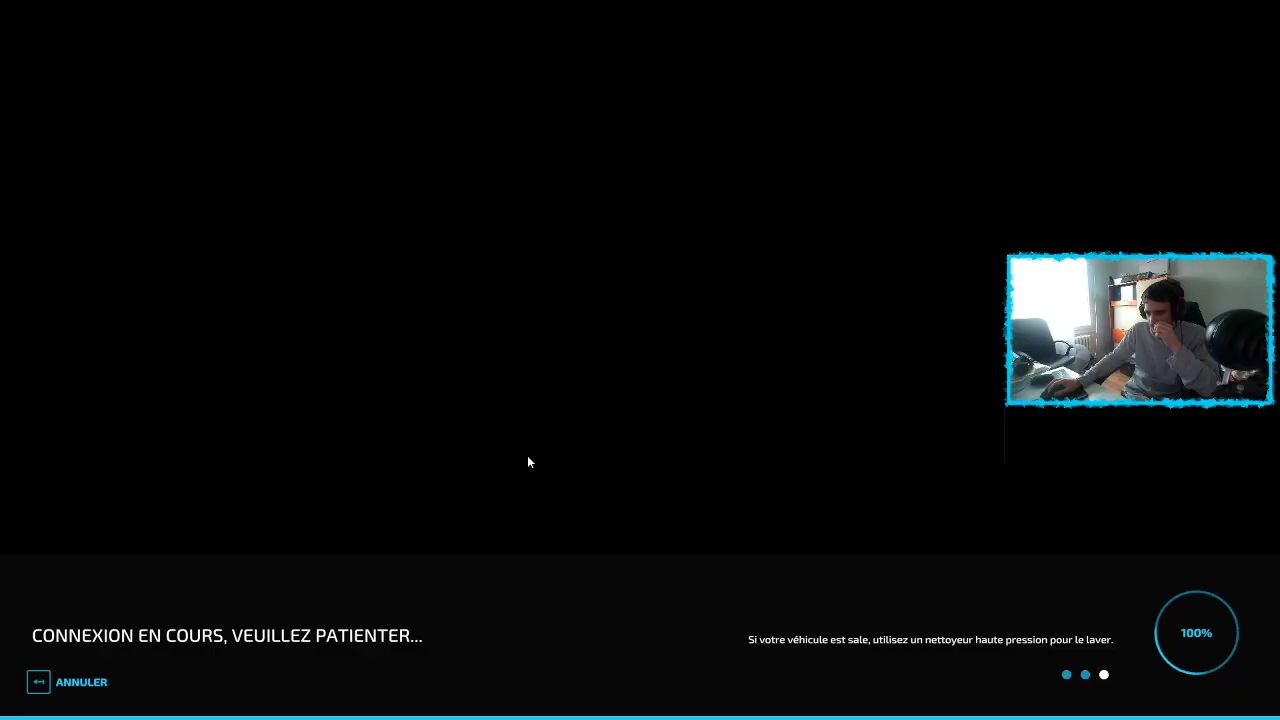 CONNEXION EN COURS, VEUILLEZ PATIENTER...
Si votre véhicule est sale, utilisez un nettoyeur haute pression pour le laver.
100%
ANNULER